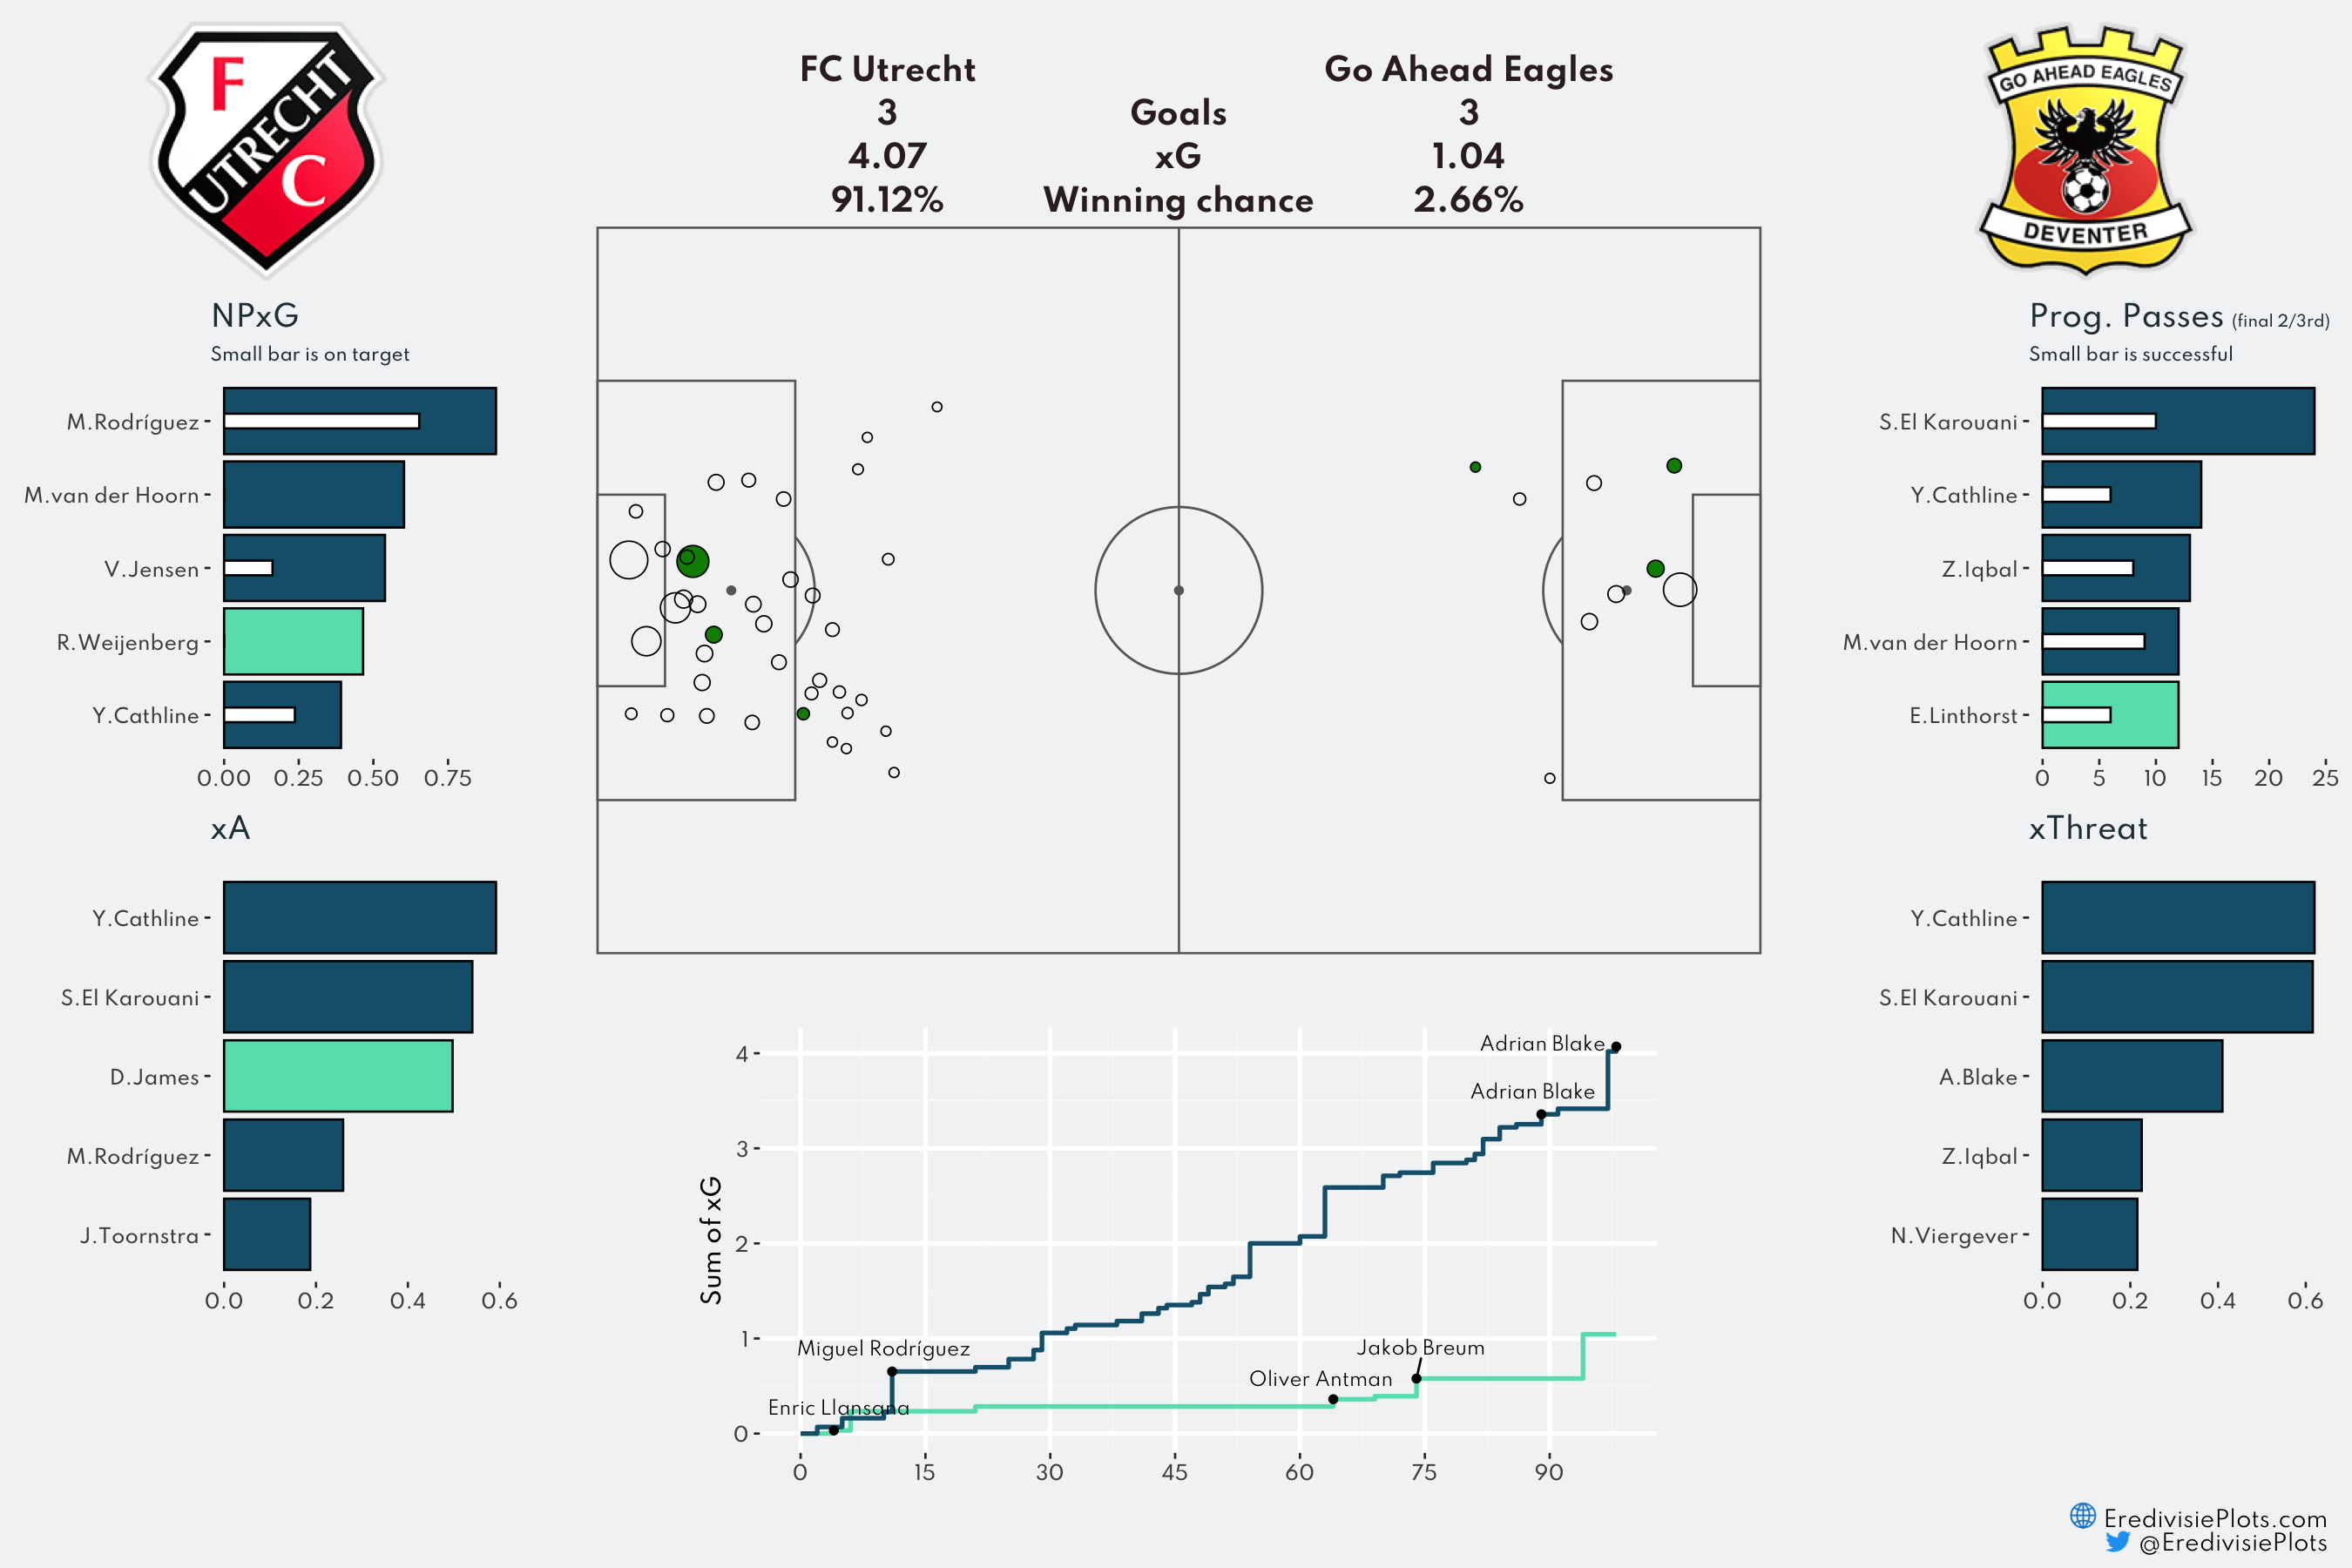 F
UTRECHT
C
FC Utrecht Go Ahead Eagles
3 Goals 3
4.07 xG 1.04
91.12% Winning chance 2.66%
GO AHEAD EAGLES
DEVENTER
NPxG
Small bar is on target
M.Rodríguez
M.van der Hoorn
V.Jensen
R.Weijenberg
Y.Cathline
0.00 0.25 0.50 0.75
Prog. Passes (final 2/3rd)
Small bar is successful
S.El Karouani
Y.Cathline
Z.Iqbal
M.van der Hoorn
E.Linthorst
0 5 10 15 20 25
xA
Y.Cathline
S.El Karouani
D.James
M.Rodríguez
J.Toornstra
0.0 0.2 0.4 0.6
Sum of xG
4
3
2
1
0
Adrian Blake
Adrian Blake
Miguel Rodríguez
Jakob Breum
Oliver Antman
Enric Llansana
0 15 30 45 60 75 90
xThreat
Y.Cathline
S.El Karouani
A.Blake
Z.Iqbal
N.Viergever
0.0 0.2 0.4 0.6
EredivisiePlots.com
@EredivisiePlots